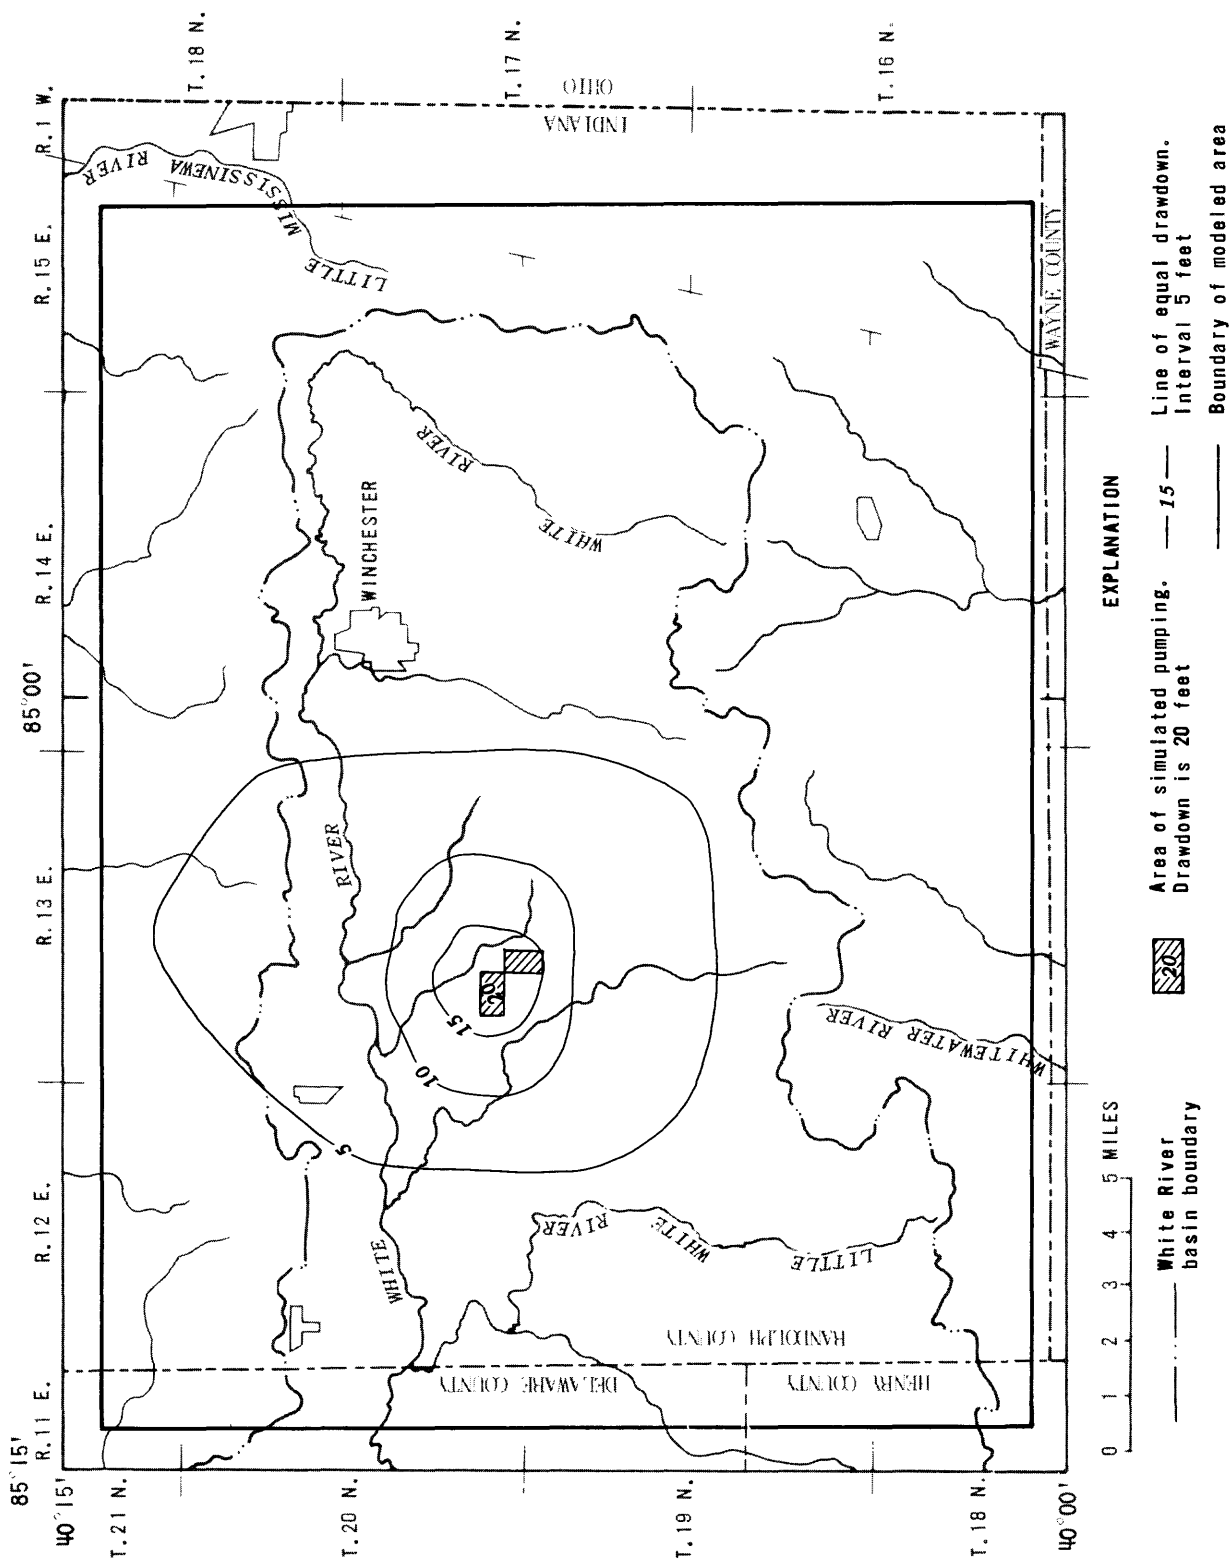 85°15'
R.11 E.
R.12 E.
R.13 E.
85°00'
R.14 E.
R.15 E.
R.1 W.
40°15'
T.21 N.
T.20 N.
T.19 N.
T.18 N.
40°00'
T.18 N.
T.17 N.
T.16 N.
LITTLE
MISSISSINEWA
RIVER
INDIANA
OHIO
WINCHESTER
WHITE
RIVER
RIVER
WHITE
5
10
15
20
DELAWARE COUNTY
HENRY COUNTY
RANDOLPH COUNTY
WAYNE COUNTY
LITTLE
WHITE
RIVER
WHITEWATER RIVER
0 1 2 3 4 5 MILES
EXPLANATION
White River
basin boundary
20
Area of simulated pumping.
Drawdown is 20 feet
15
Line of equal drawdown.
Interval 5 feet
Boundary of modeled area